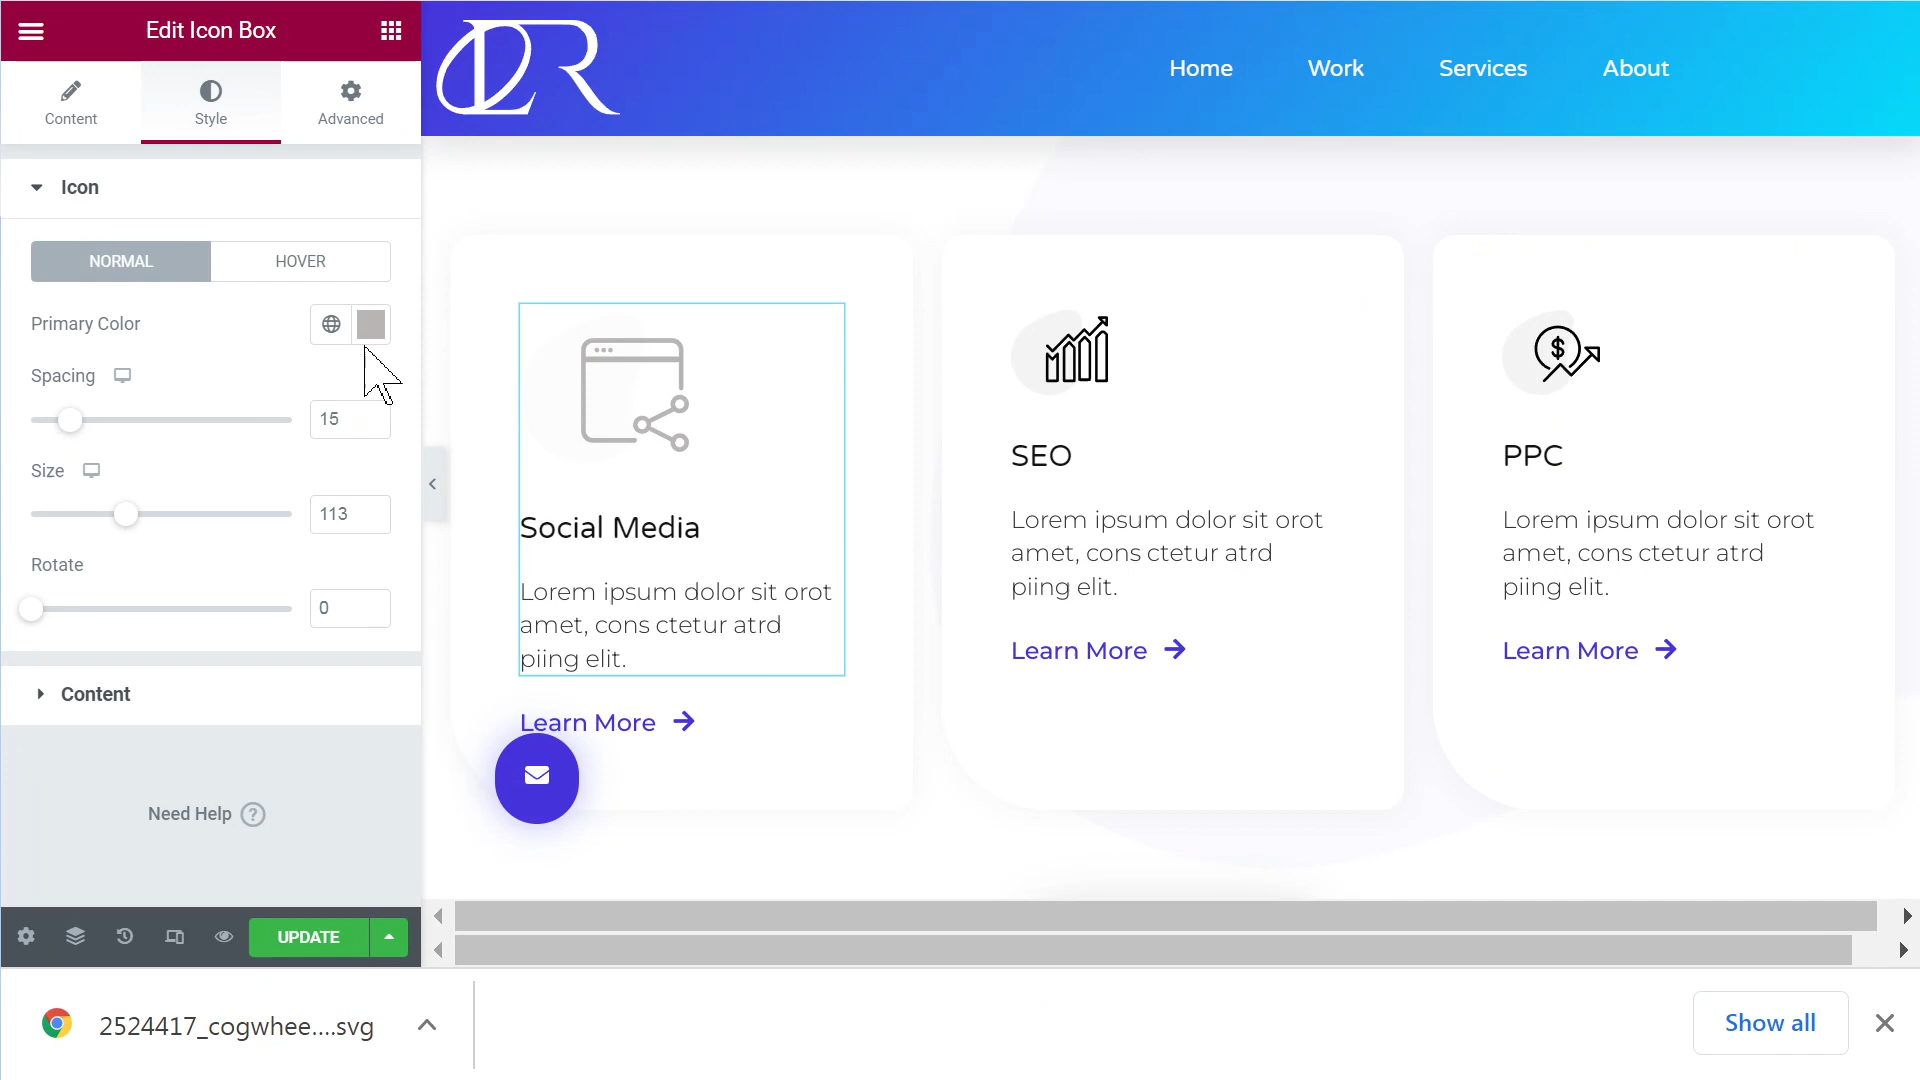 Edit Icon Box
Content
Style
Advanced
Icon
NORMAL
HOVER
Primary Color
Spacing
15
Size
113
Rotate
0
Content
Need Help ?
UPDATE
Home
Work
Services
About
Social Media
Lorem ipsum dolor sit orot
amet, cons ctetur atrd
piing elit.
Learn More
$
SEO
Lorem ipsum dolor sit orot
amet, cons ctetur atrd
piing elit.
Learn More
PPC
Lorem ipsum dolor sit orot
amet, cons ctetur atrd
piing elit.
Learn More
2524417_cogwhee....svg
Show all